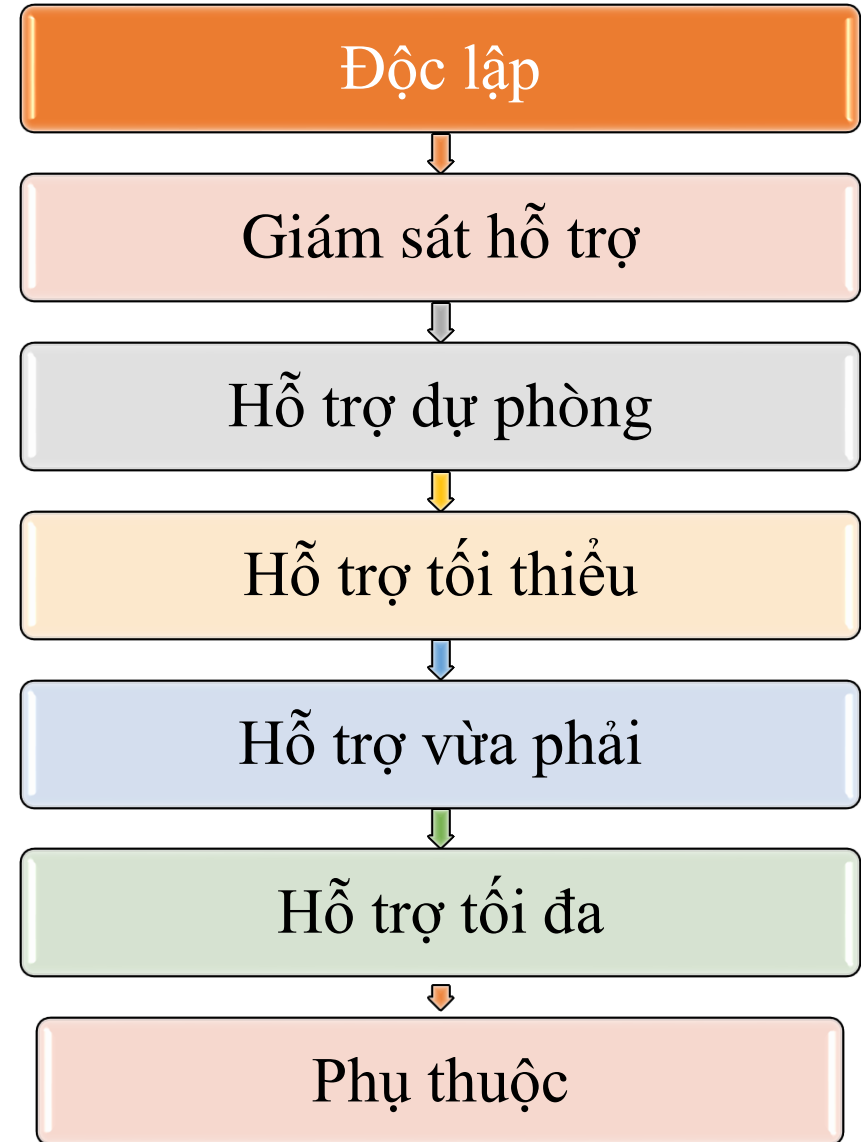 Độc lập
Giám sát hỗ trợ
Hỗ trợ dự phòng
Hỗ trợ tối thiểu
Hỗ trợ vừa phải
Hỗ trợ tối đa
Phụ thuộc